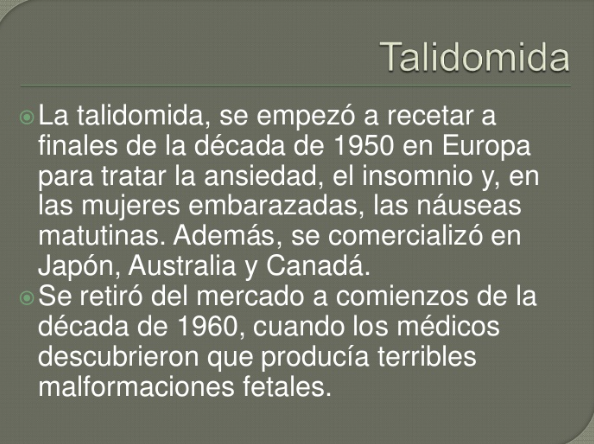 Talidomida
La talidomida, se empezó a recetar a
finales de la década de 1950 en Europa
para tratar la ansiedad, el insomnio y, en
las mujeres embarazadas, las náuseas
matutinas. Además, se comercializó en
Japón, Australia y Canadá.
Se retiró del mercado a comienzos de la
década de 1960, cuando los médicos
descubrieron que producía terribles
malformaciones fetales.